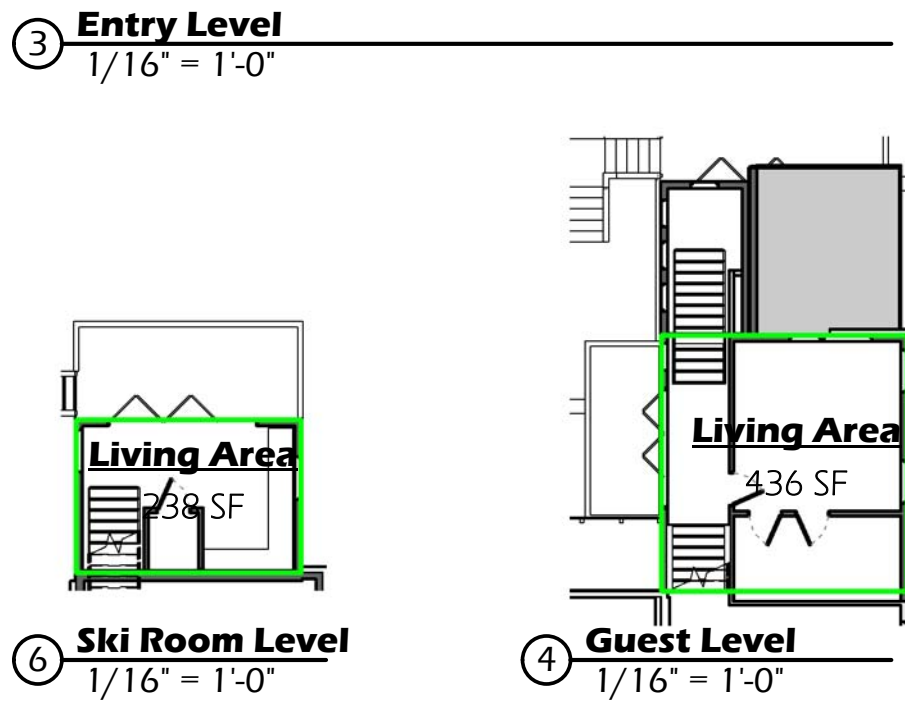 3 Entry Level
1/16" = 1'-0"
Living Area
238 SF
Living Area
436 SF
6 Ski Room Level
1/16" = 1'-0"
4 Guest Level
1/16" = 1'-0"